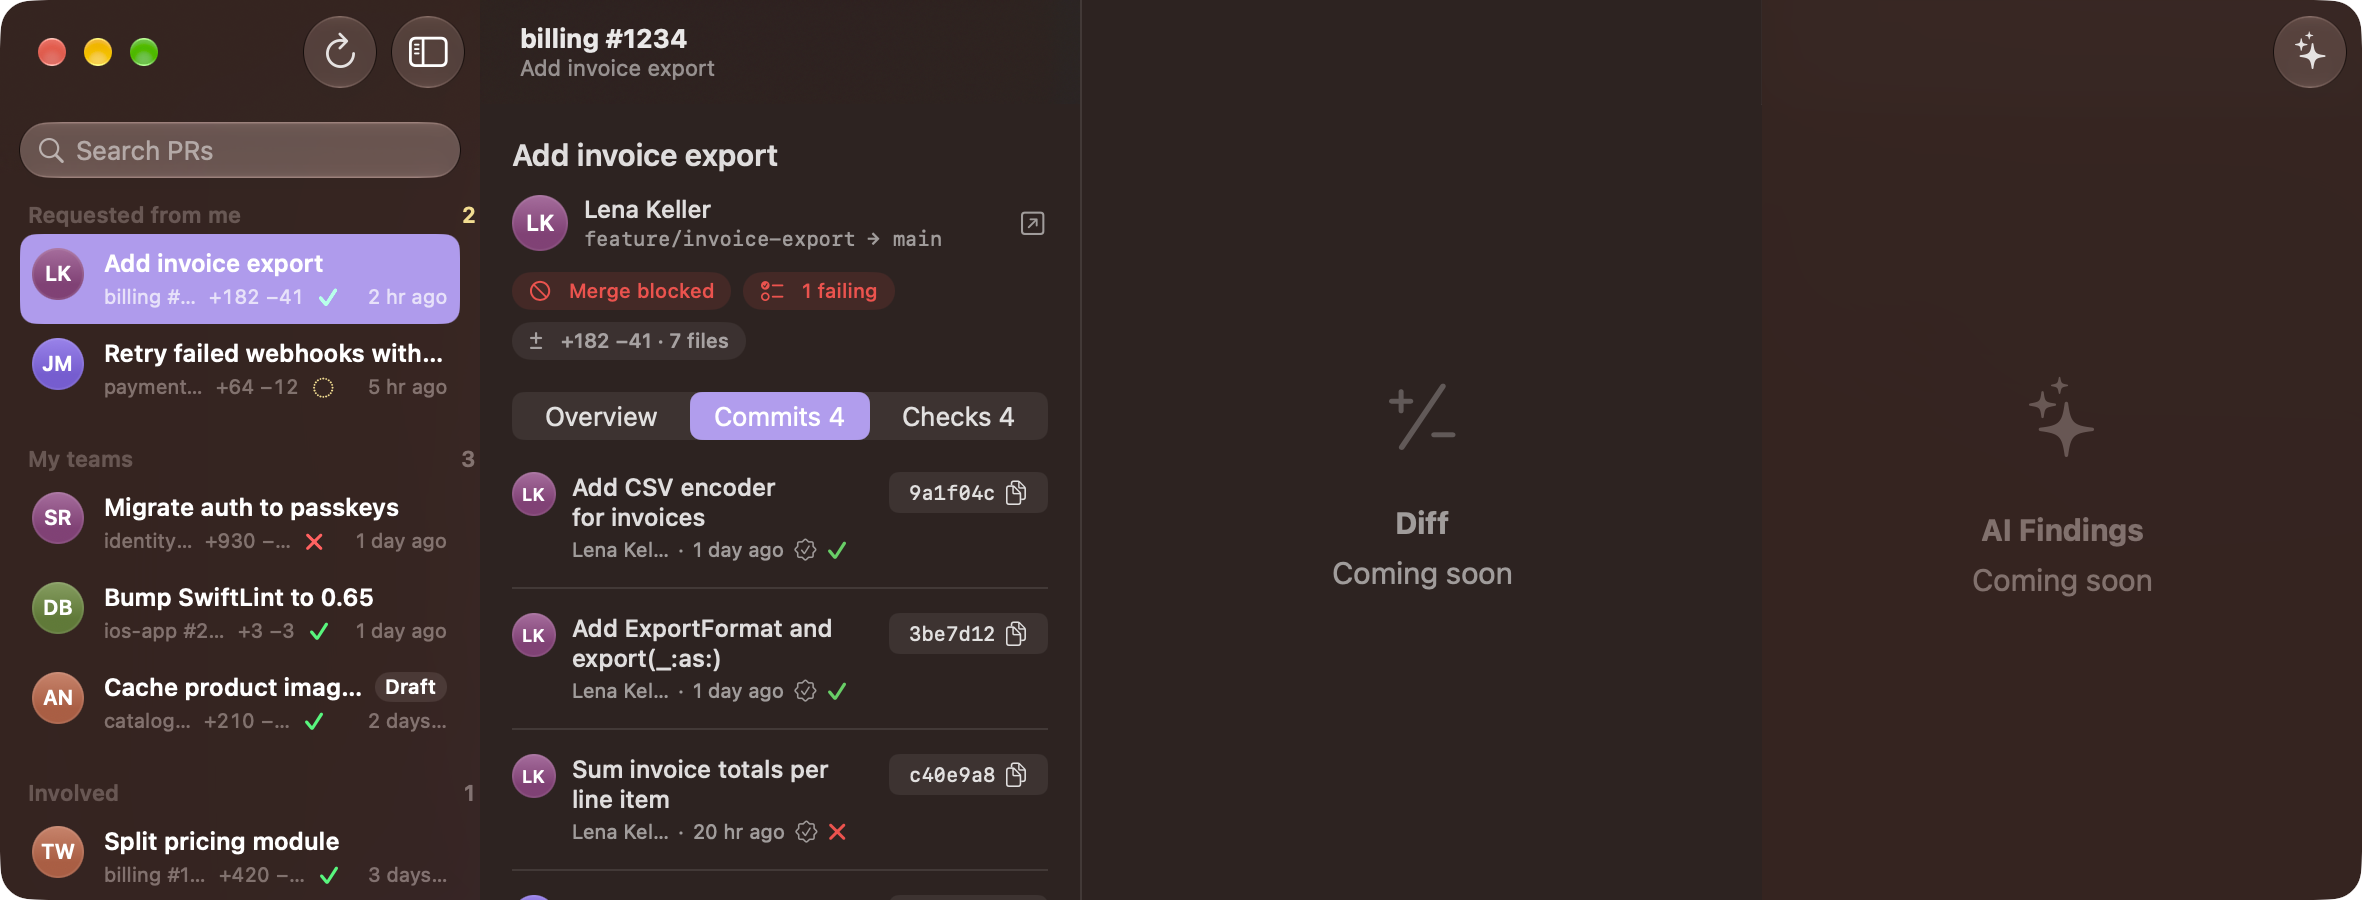 Search PRs
Requested from me 2
LK Add invoice export
billing #... +182 −41 2 hr ago
JM Retry failed webhooks with...
payment... +64 −12 5 hr ago
My teams 3
SR Migrate auth to passkeys
identity... +930 −... 1 day ago
DB Bump SwiftLint to 0.65
ios-app #2... +3 −3 1 day ago
AN Cache product imag... Draft
catalog... +210 −... 2 days...
Involved 1
TW Split pricing module
billing #1... +420 −... 3 days...
billing #1234
Add invoice export
Add invoice export
LK Lena Keller
feature/invoice-export → main
Merge blocked 1 failing
+182 −41 · 7 files
Overview Commits 4 Checks 4
LK Add CSV encoder 9a1f04c
for invoices
Lena Kel... · 1 day ago
LK Add ExportFormat and 3be7d12
export(_:as:)
Lena Kel... · 1 day ago
LK Sum invoice totals per c40e9a8
line item
Lena Kel... · 20 hr ago
Diff
Coming soon
AI Findings
Coming soon